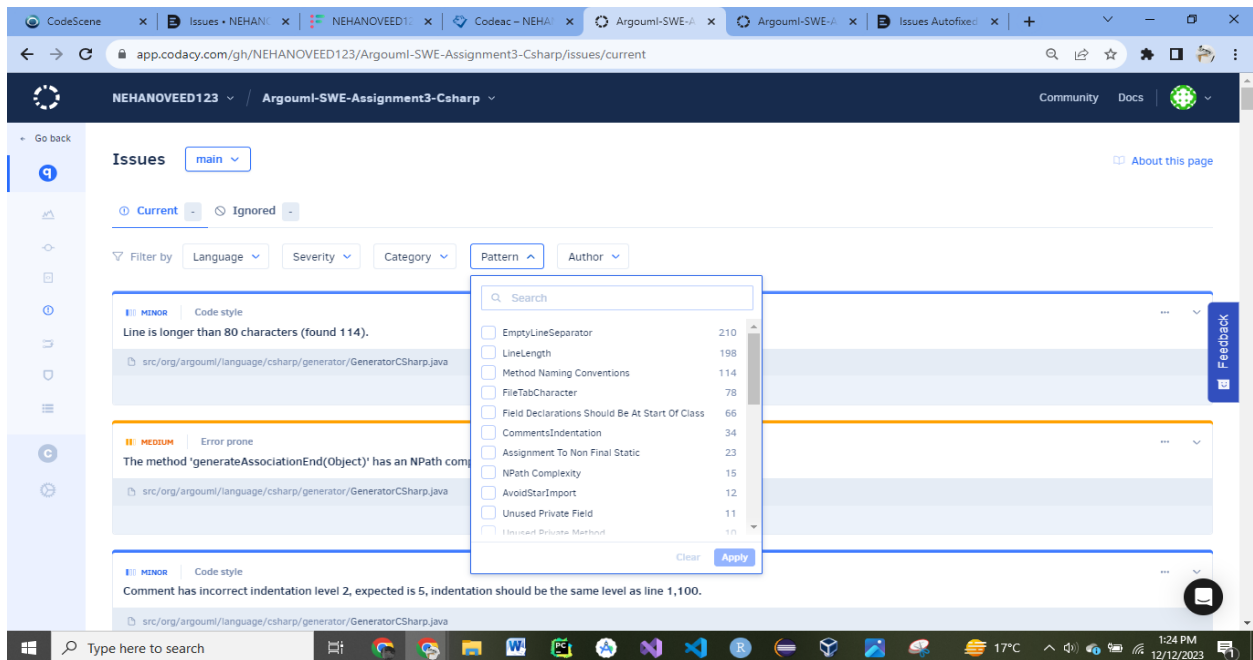 CodeScene
Issues • NEHANO
NEHANOVEED12
Codeac – NEHA
Argouml-SWE-A
Argouml-SWE-A
Issues Autofixed
app.codacy.com/gh/NEHANOVEED123/Argouml-SWE-Assignment3-Csharp/issues/current
NEHANOVEED123 / Argouml-SWE-Assignment3-Csharp
Community Docs
← Go back
Issues main
About this page
Current - Ignored -
Filter by Language Severity Category Pattern Author
Search
EmptyLineSeparator 210
LineLength 198
Method Naming Conventions 114
FileTabCharacter 78
Field Declarations Should Be At Start Of Class 66
CommentsIndentation 34
Assignment To Non Final Static 23
NPath Complexity 15
AvoidStarImport 12
Unused Private Field 11
Unused Private Method 10
Clear Apply
MINOR Code style
Line is longer than 80 characters (found 114).
src/org/argouml/language/csharp/generator/GeneratorCSharp.java
MEDIUM Error prone
The method 'generateAssociationEnd(Object)' has an NPath comp
src/org/argouml/language/csharp/generator/GeneratorCSharp.java
MINOR Code style
Comment has incorrect indentation level 2, expected is 5, indentation should be the same level as line 1,100.
src/org/argouml/language/csharp/generator/GeneratorCSharp.java
Feedback
Type here to search
17°C
1:24 PM
12/12/2023